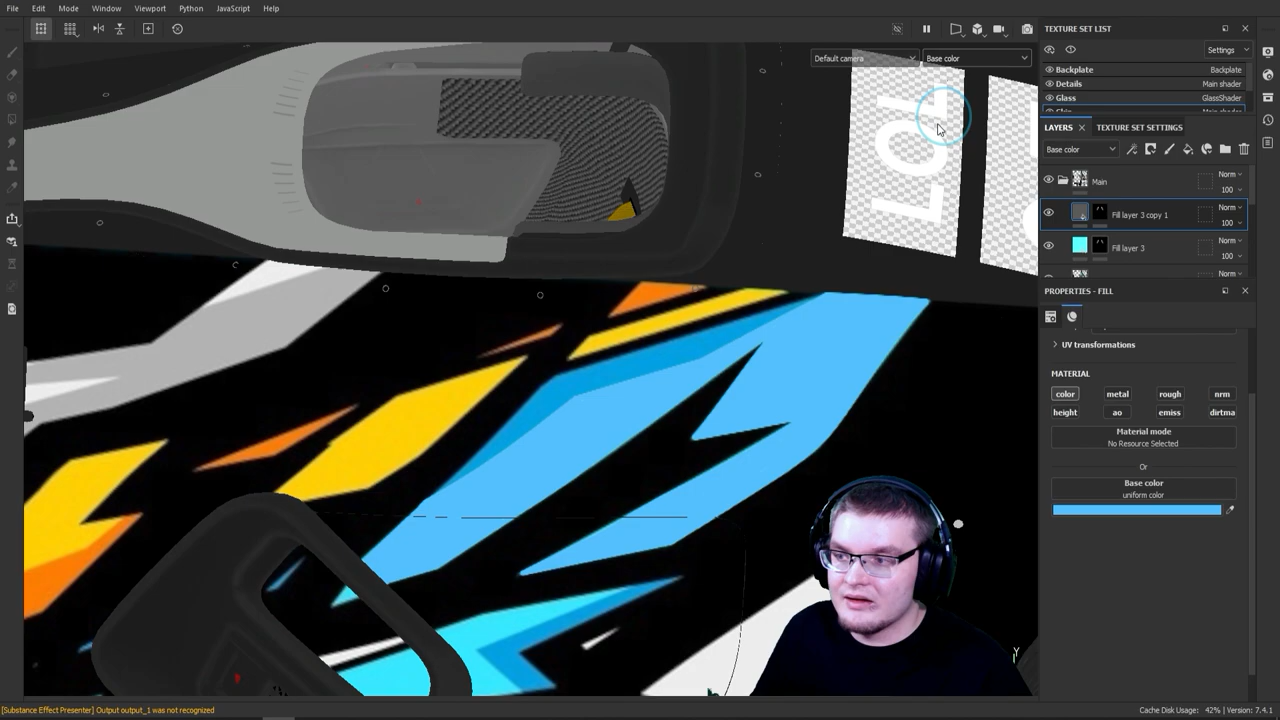 File Edit Mode Window Viewport Python JavaScript Help
Default camera
Base color
LOL
TEXTURE SET LIST
Settings
Backplate Backplate
Details Main shader
Glass GlassShader
LAYERS TEXTURE SET SETTINGS
Base color
Main Norm
100
Fill layer 3 copy 1 Norm
100
Fill layer 3 Norm
100
Norm
PROPERTIES - FILL
UV transformations
MATERIAL
color metal rough nrm
height ao emiss dirtma
Material mode
No Resource Selected
Or
Base color
uniform color
Y
[Substance Effect Presenter] Output output_1 was not recognized
Cache Disk Usage: 42% | Version: 7.4.1